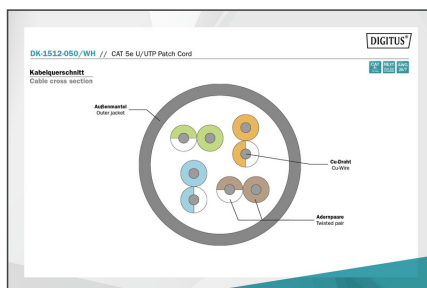 DIGITUS®
DK-1512-050/WH // CAT 5e U/UTP Patch Cord
Kabelquerschnitt
Cable cross section
Außenmantel
Outer jacket
Cu-Draht
Cu-Wire
Adernpaare
Twisted pair